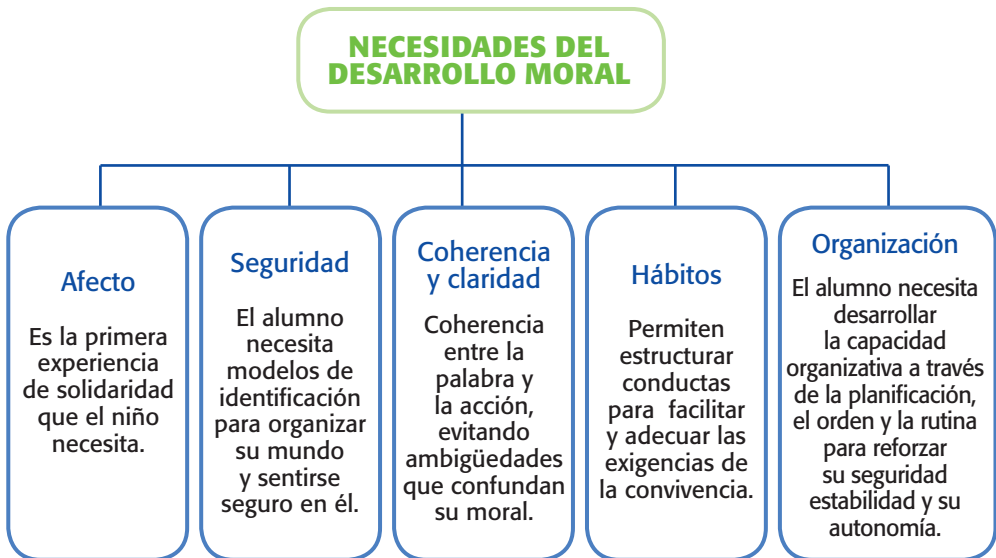 NECESIDADES DEL
DESARROLLO MORAL
Afecto
Es la primera
experiencia
de solidaridad
que el niño
necesita.
Seguridad
El alumno
necesita
modelos de
identificación
para organizar
su mundo
y sentirse
seguro en él.
Coherencia
y claridad
Coherencia
entre la
palabra y
la acción,
evitando
ambigüedades
que confundan
su moral.
Hábitos
Permiten
estructurar
conductas
para facilitar
y adecuar las
exigencias de
la convivencia.
Organización
El alumno necesita
desarrollar
la capacidad
organizativa a través
de la planificación,
el orden y la rutina
para reforzar
su seguridad
estabilidad y su
autonomía.